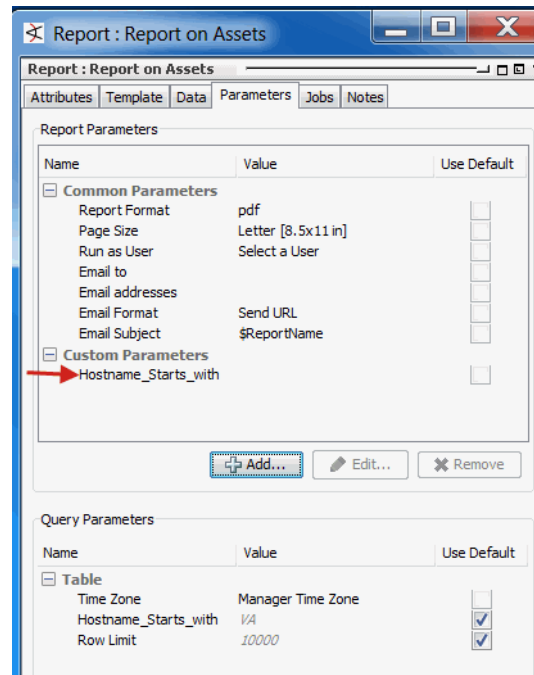 Report : Report on Assets
Report : Report on Assets
Attributes Template Data Parameters Jobs Notes
Report Parameters
Name Value Use Default
Common Parameters
Report Format pdf
Page Size Letter [8.5x11 in]
Run as User Select a User
Email to
Email addresses
Email Format Send URL
Email Subject $ReportName
Custom Parameters
Hostname_Starts_with
Add... Edit... Remove
Query Parameters
Name Value Use Default
Table
Time Zone Manager Time Zone
Hostname_Starts_with VA
Row Limit 10000